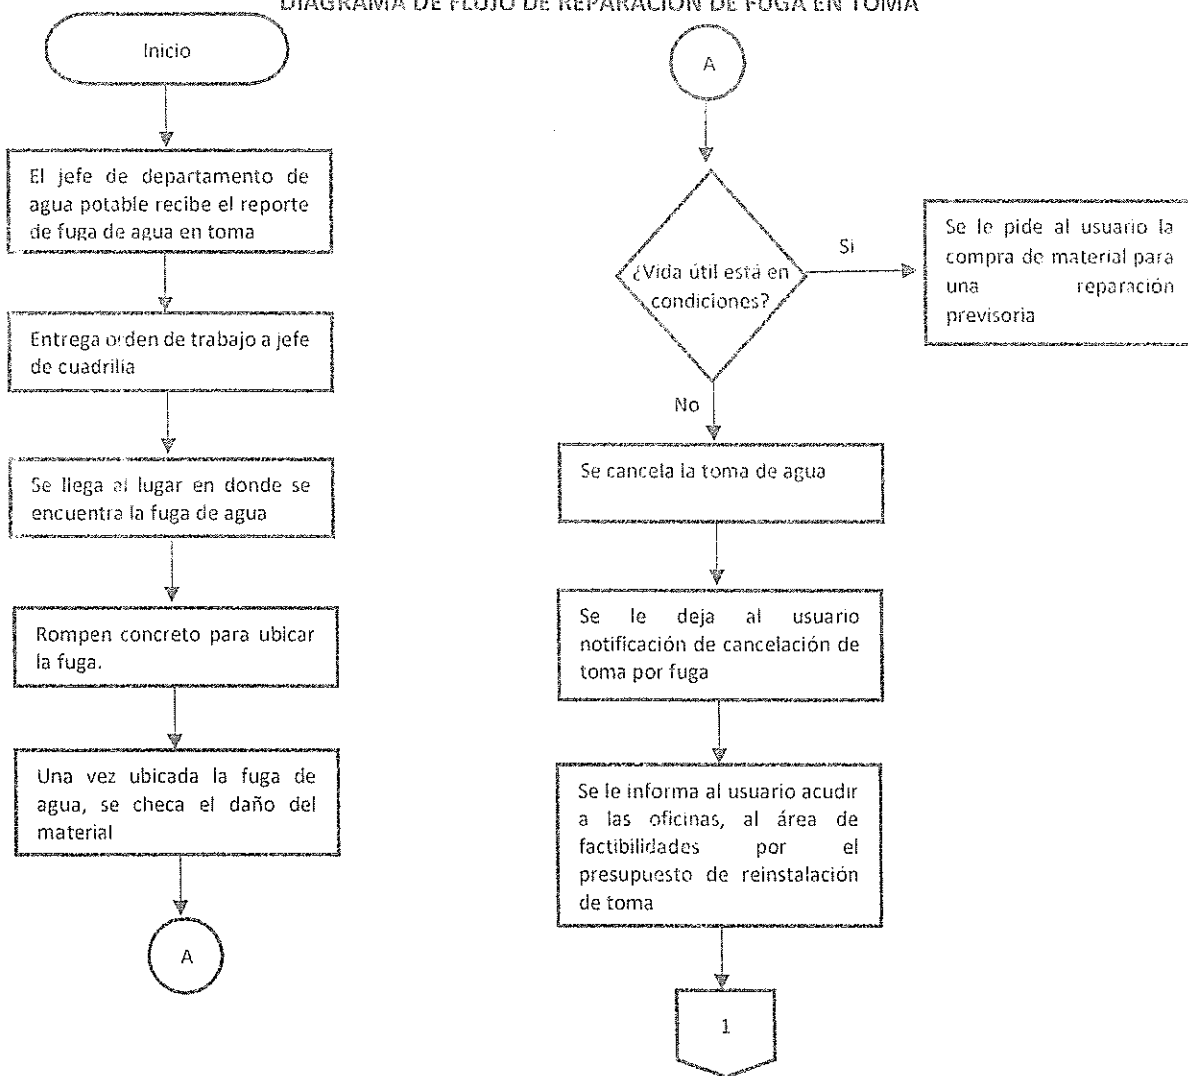 DIAGRAMA DE FLUJO DE REPARACION DE FUGA EN TOMA
Inicio
El jefe de departamento de
agua potable recibe el reporte
de fuga de agua en toma
Entrega orden de trabajo a jefe
de cuadrilla
Se llega al lugar en donde se
encuentra la fuga de agua
Rompen concreto para ubicar
la fuga.
Una vez ubicada la fuga de
agua, se checa el daño del
material
A
A
¿Vida útil está en
condiciones?
Si
Se le pide al usuario la
compra de material para
una reparación
previsoria
No
Se cancela la toma de agua
Se le deja al usuario
notificación de cancelación de
toma por fuga
Se le informa al usuario acudir
a las oficinas, al área de
factibilidades por el
presupuesto de reinstalación
de toma
1